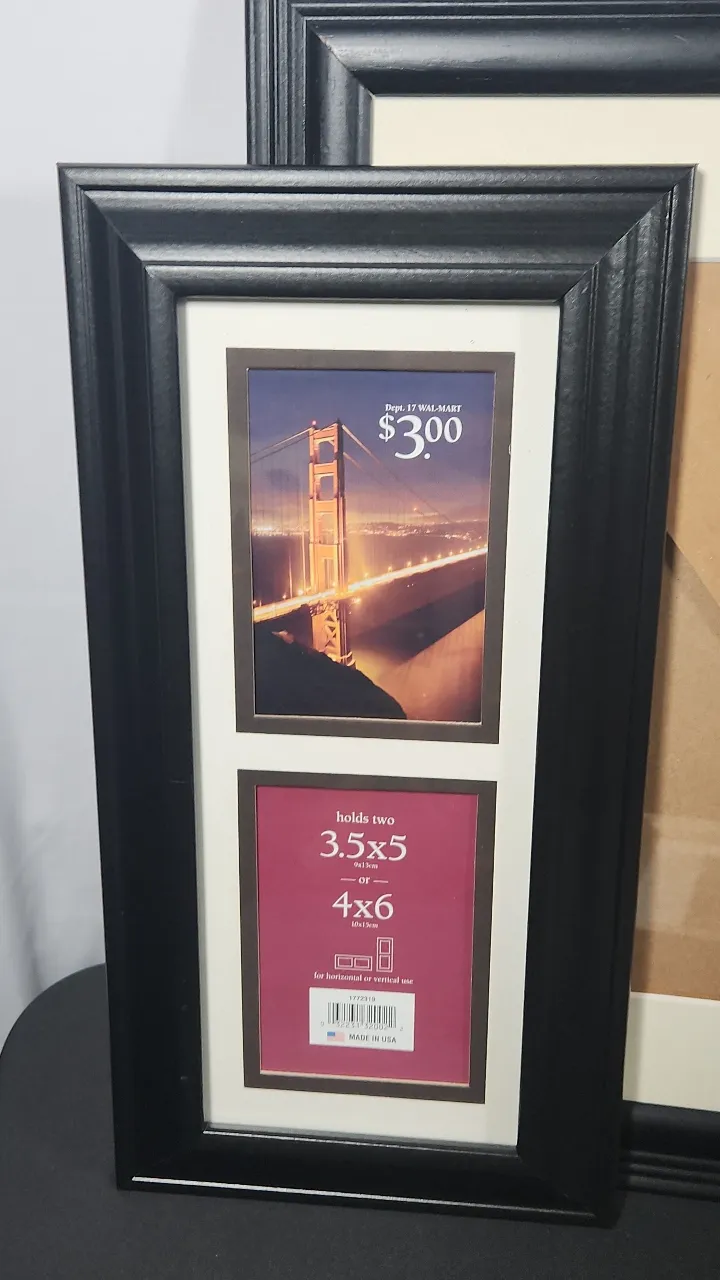 Dept. 17 WAL-MART
$3.00
holds two
3.5x5
9x13cm
— or —
4x6
10x15cm
for horizontal or vertical use
1772319
MADE IN USA